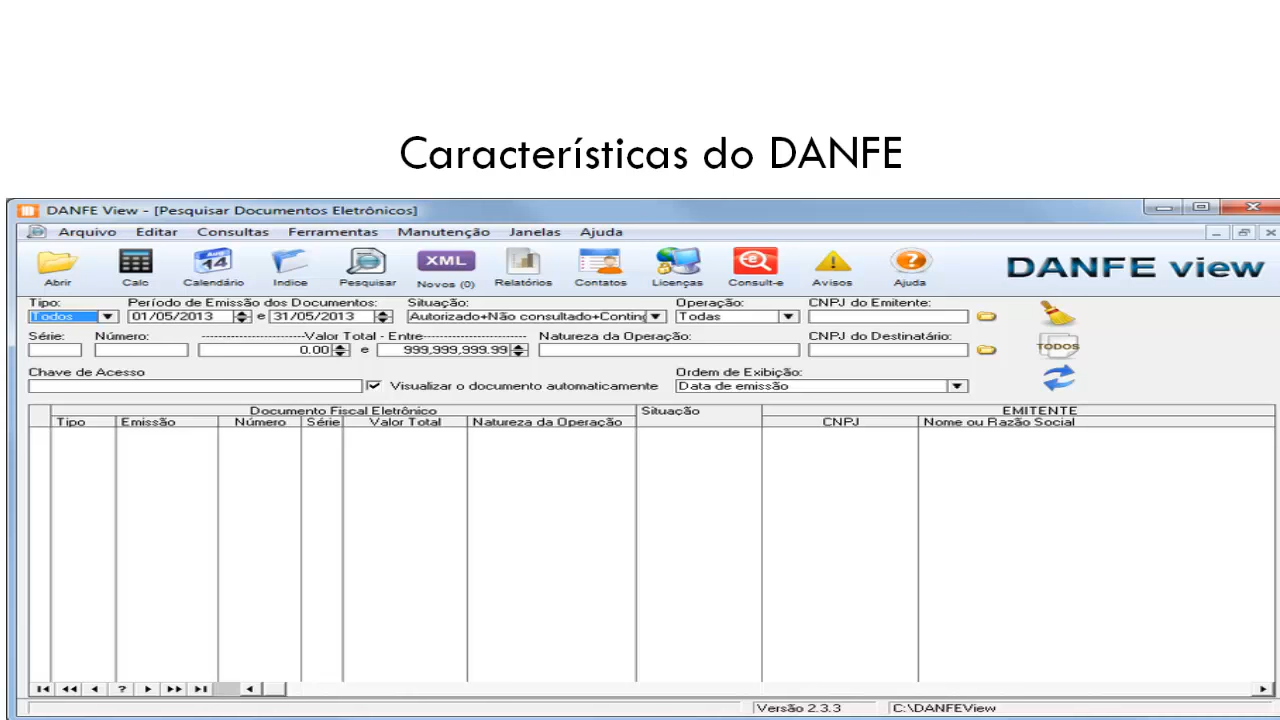 Características do DANFE
DANFE View - [Pesquisar Documentos Eletrônicos]
Arquivo Editar Consultas Ferramentas Manutenção Janelas Ajuda
Aug
14
XML
Abrir Calc Calendário Indice Pesquisar Novos (0) Relatórios Contatos Licenças Consult-e Avisos Ajuda
DANFE view
Tipo: Período de Emissão dos Documentos: Situação: Operação: CNPJ do Emitente:
Todos 01/05/2013 e 31/05/2013 Autorizado+Não consultado+Conting Todas
Série: Número: ------------------------Valor Total - Entre------------------------ Natureza da Operação: CNPJ do Destinatário:
0.00 e 999,999,999.99
TODOS
Chave de Acesso Ordem de Exibição:
Visualizar o documento automaticamente Data de emissão
Documento Fiscal Eletrônico Situação EMITENTE
Tipo Emissão Número Série Valor Total Natureza da Operação CNPJ Nome ou Razão Social
?
Versão 2.3.3 C:\DANFEView